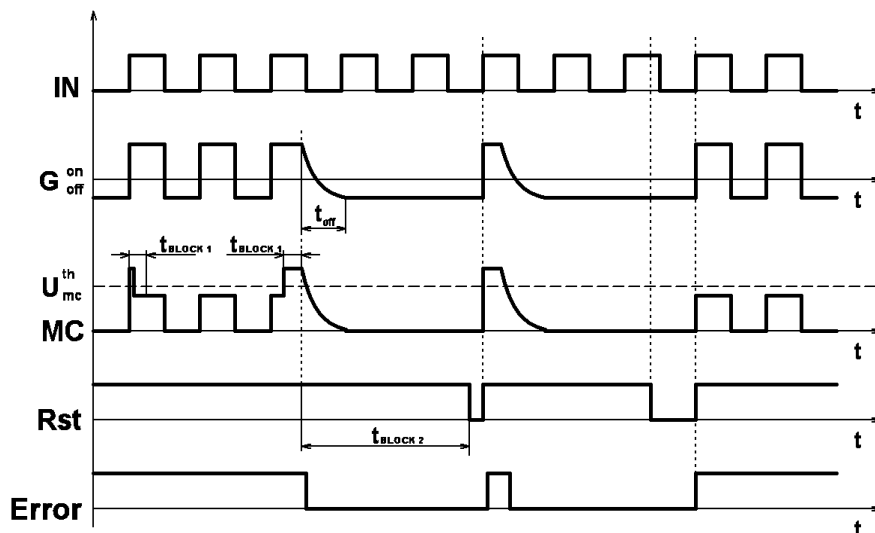 IN
t
G on off
t
t off
t BLOCK 1
t BLOCK 1
U th mc
MC
t
Rst
t
t BLOCK 2
Error
t